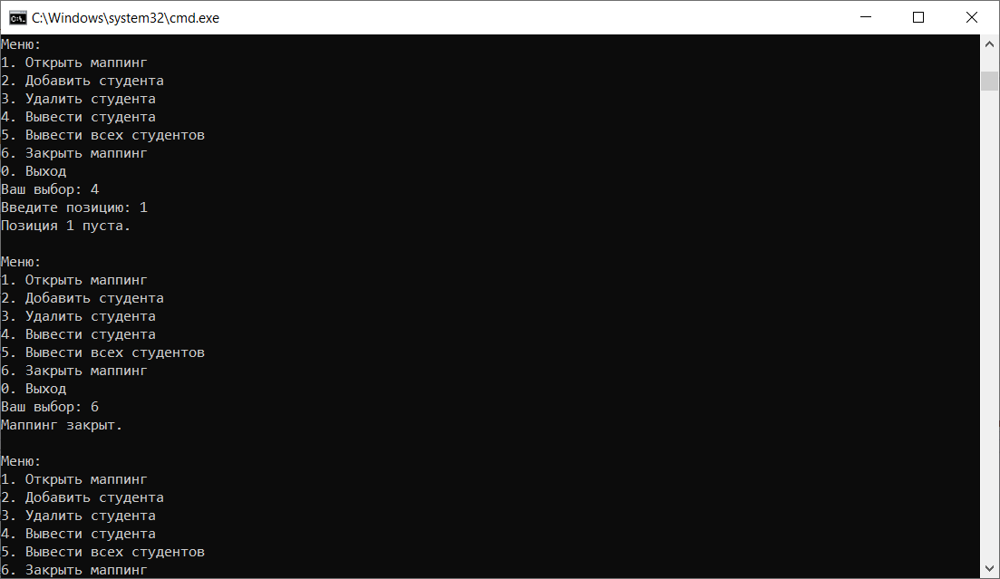 C:\Windows\system32\cmd.exe
Меню:
1. Открыть маппинг
2. Добавить студента
3. Удалить студента
4. Вывести студента
5. Вывести всех студентов
6. Закрыть маппинг
0. Выход
Ваш выбор: 4
Введите позицию: 1
Позиция 1 пуста.
Меню:
1. Открыть маппинг
2. Добавить студента
3. Удалить студента
4. Вывести студента
5. Вывести всех студентов
6. Закрыть маппинг
0. Выход
Ваш выбор: 6
Маппинг закрыт.
Меню:
1. Открыть маппинг
2. Добавить студента
3. Удалить студента
4. Вывести студента
5. Вывести всех студентов
6. Закрыть маппинг